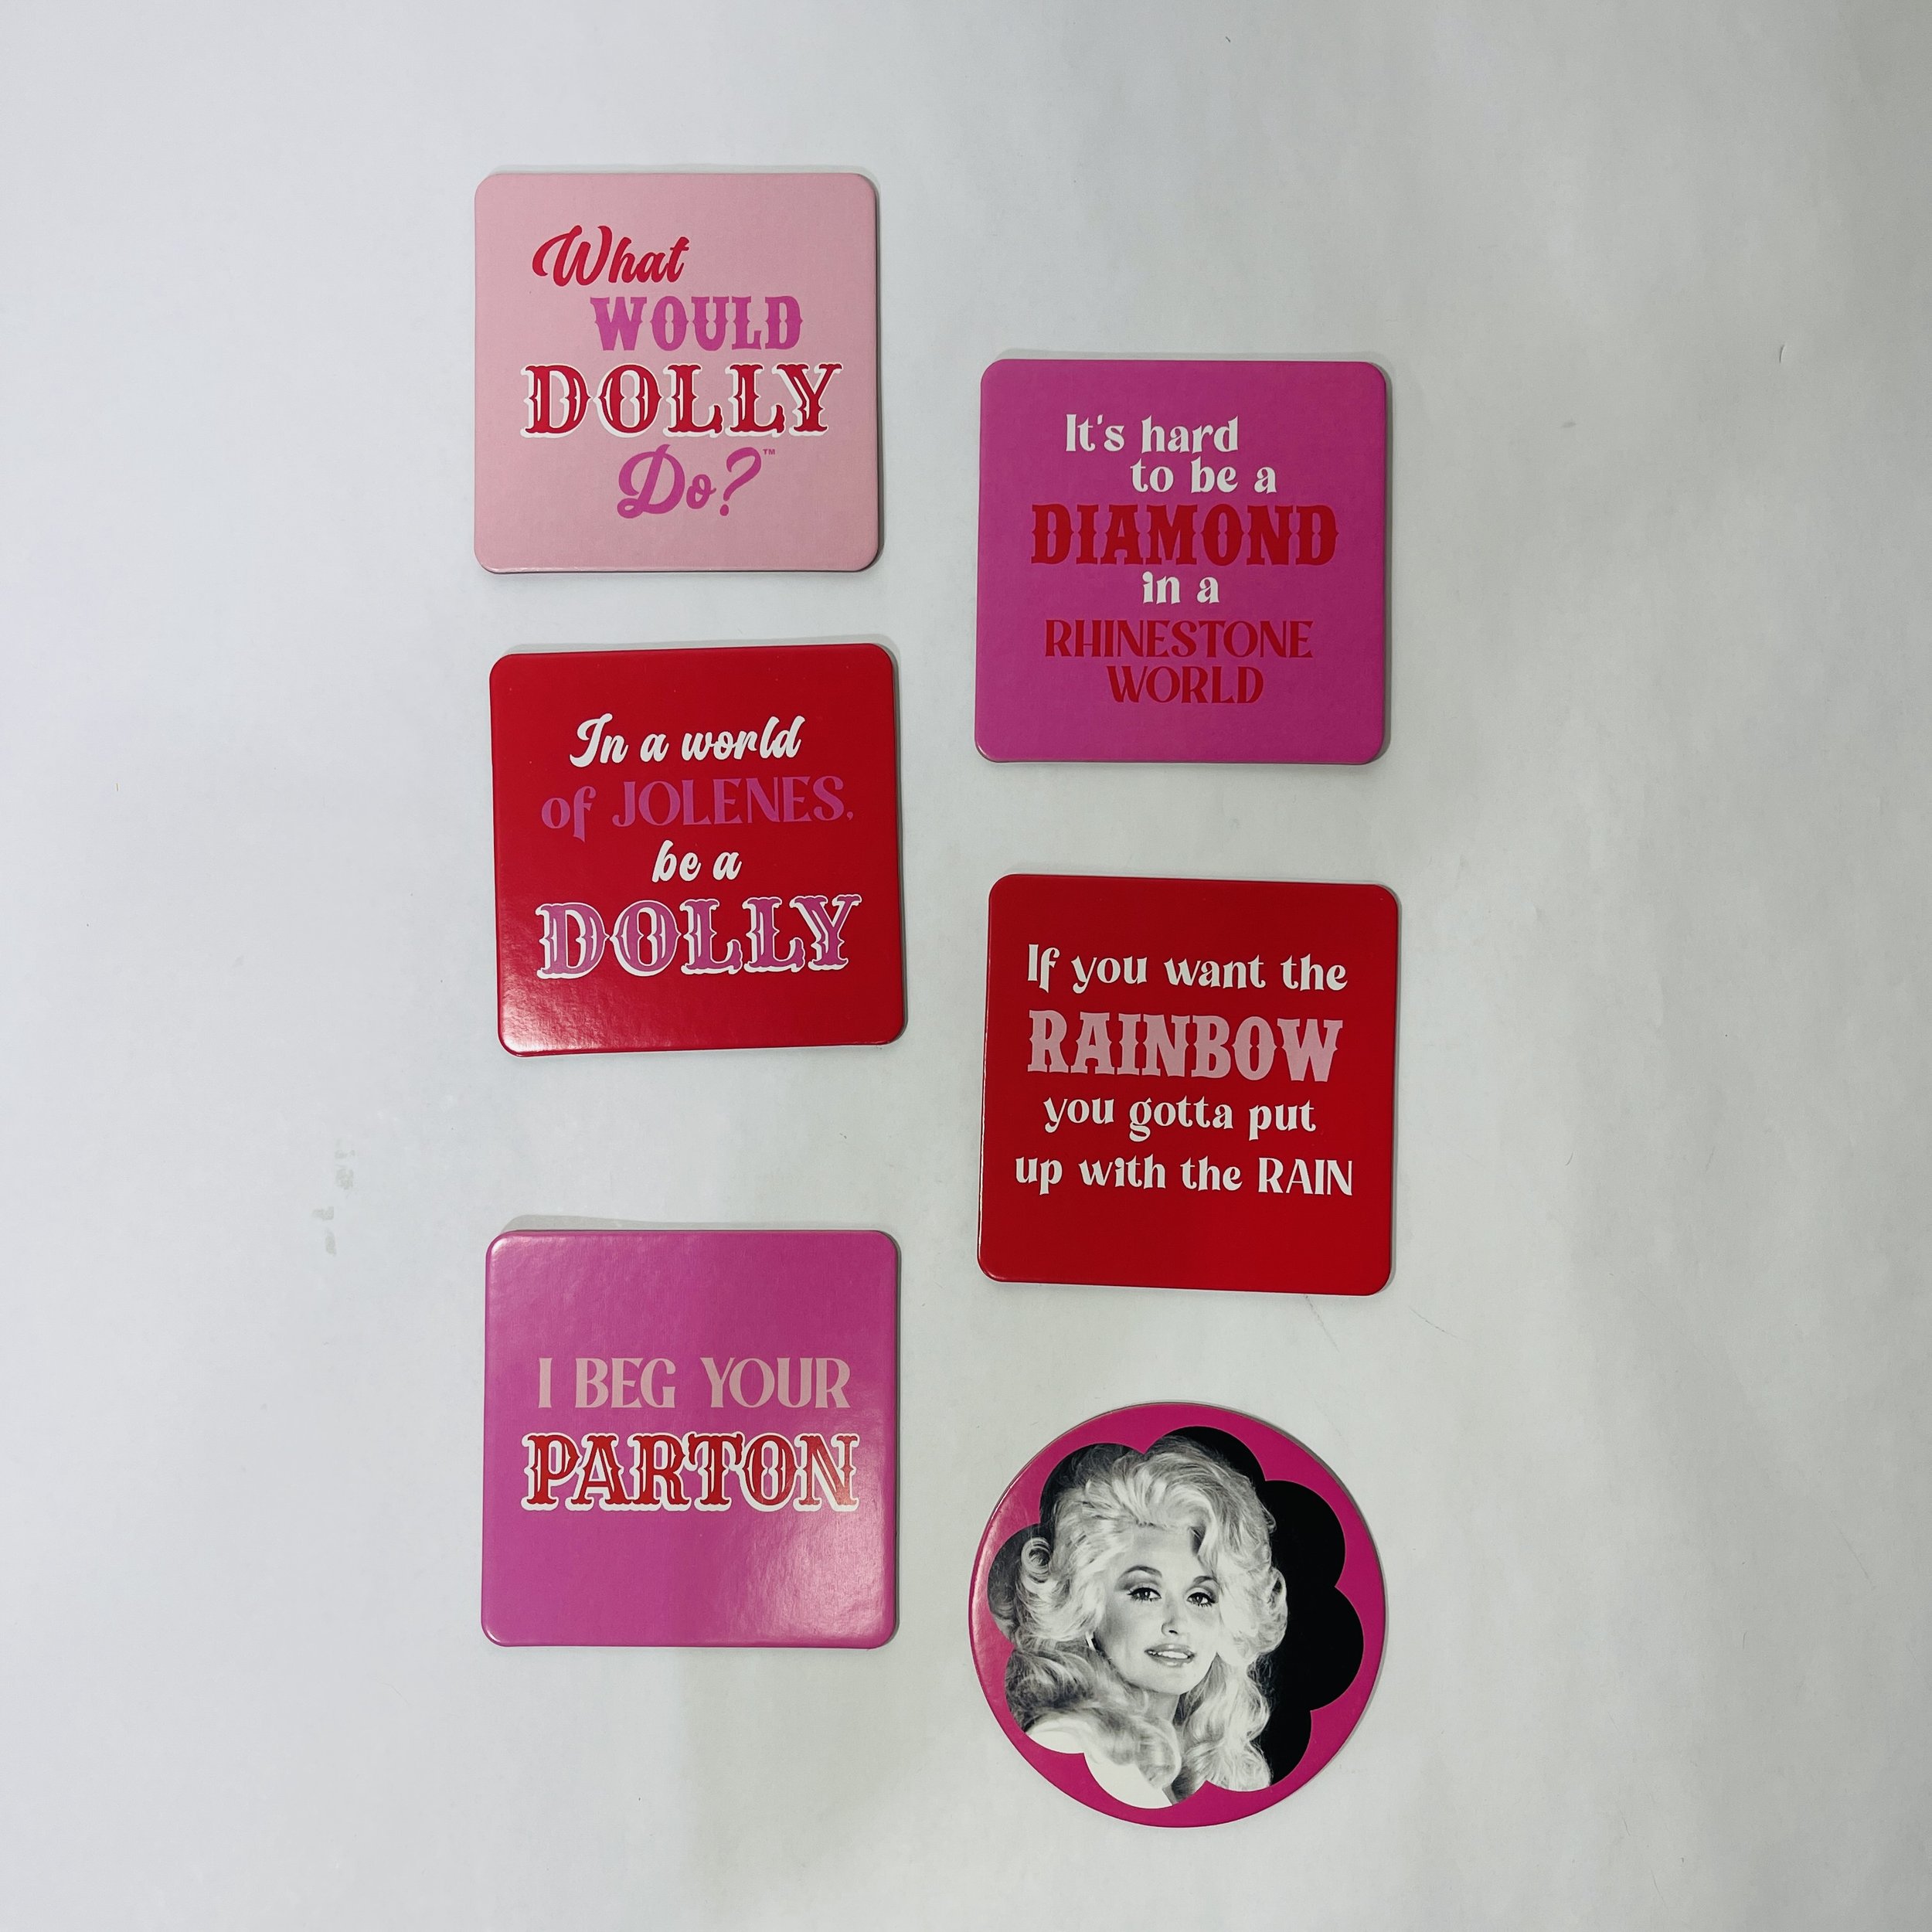 What
WOULD
DOLLY
Do?™
It's hard
to be a
DIAMOND
in a
RHINESTONE
WORLD
In a world
of JOLENES,
be a
DOLLY
If you want the
RAINBOW
you gotta put
up with the RAIN
I BEG YOUR
PARTON